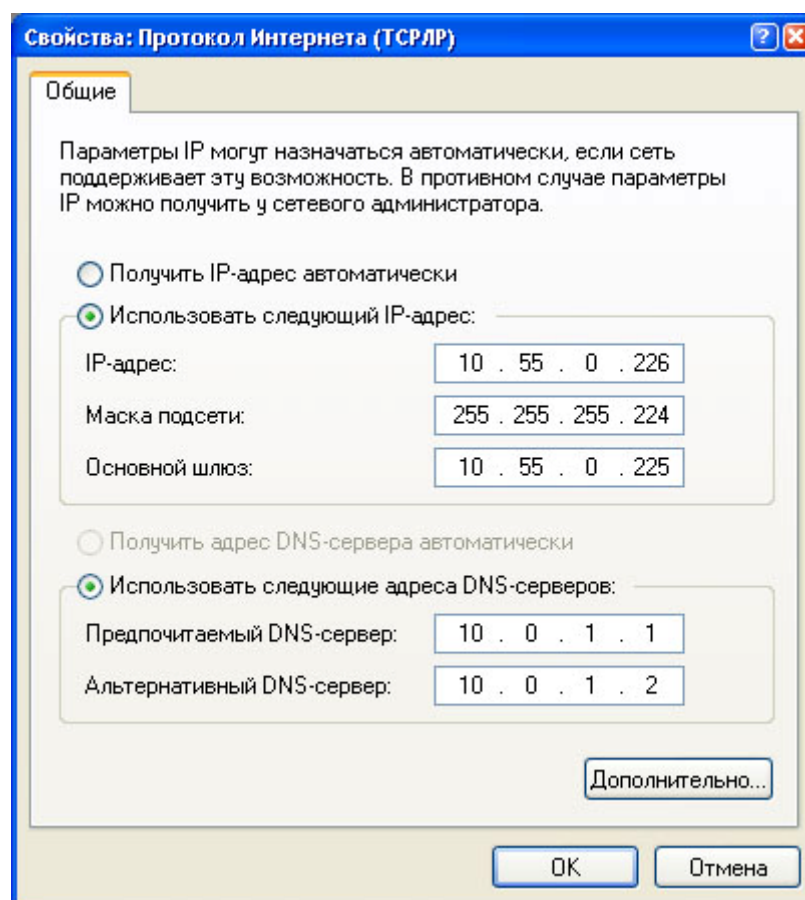 Свойства: Протокол Интернета (TCP/IP)
Общие
Параметры IP могут назначаться автоматически, если сеть
поддерживает эту возможность. В противном случае параметры
IP можно получить у сетевого администратора.
Получить IP-адрес автоматически
Использовать следующий IP-адрес:
IP-адрес: 10 . 55 . 0 . 226
Маска подсети: 255 . 255 . 255 . 224
Основной шлюз: 10 . 55 . 0 . 225
Получить адрес DNS-сервера автоматически
Использовать следующие адреса DNS-серверов:
Предпочитаемый DNS-сервер: 10 . 0 . 1 . 1
Альтернативный DNS-сервер: 10 . 0 . 1 . 2
Дополнительно...
OK Отмена